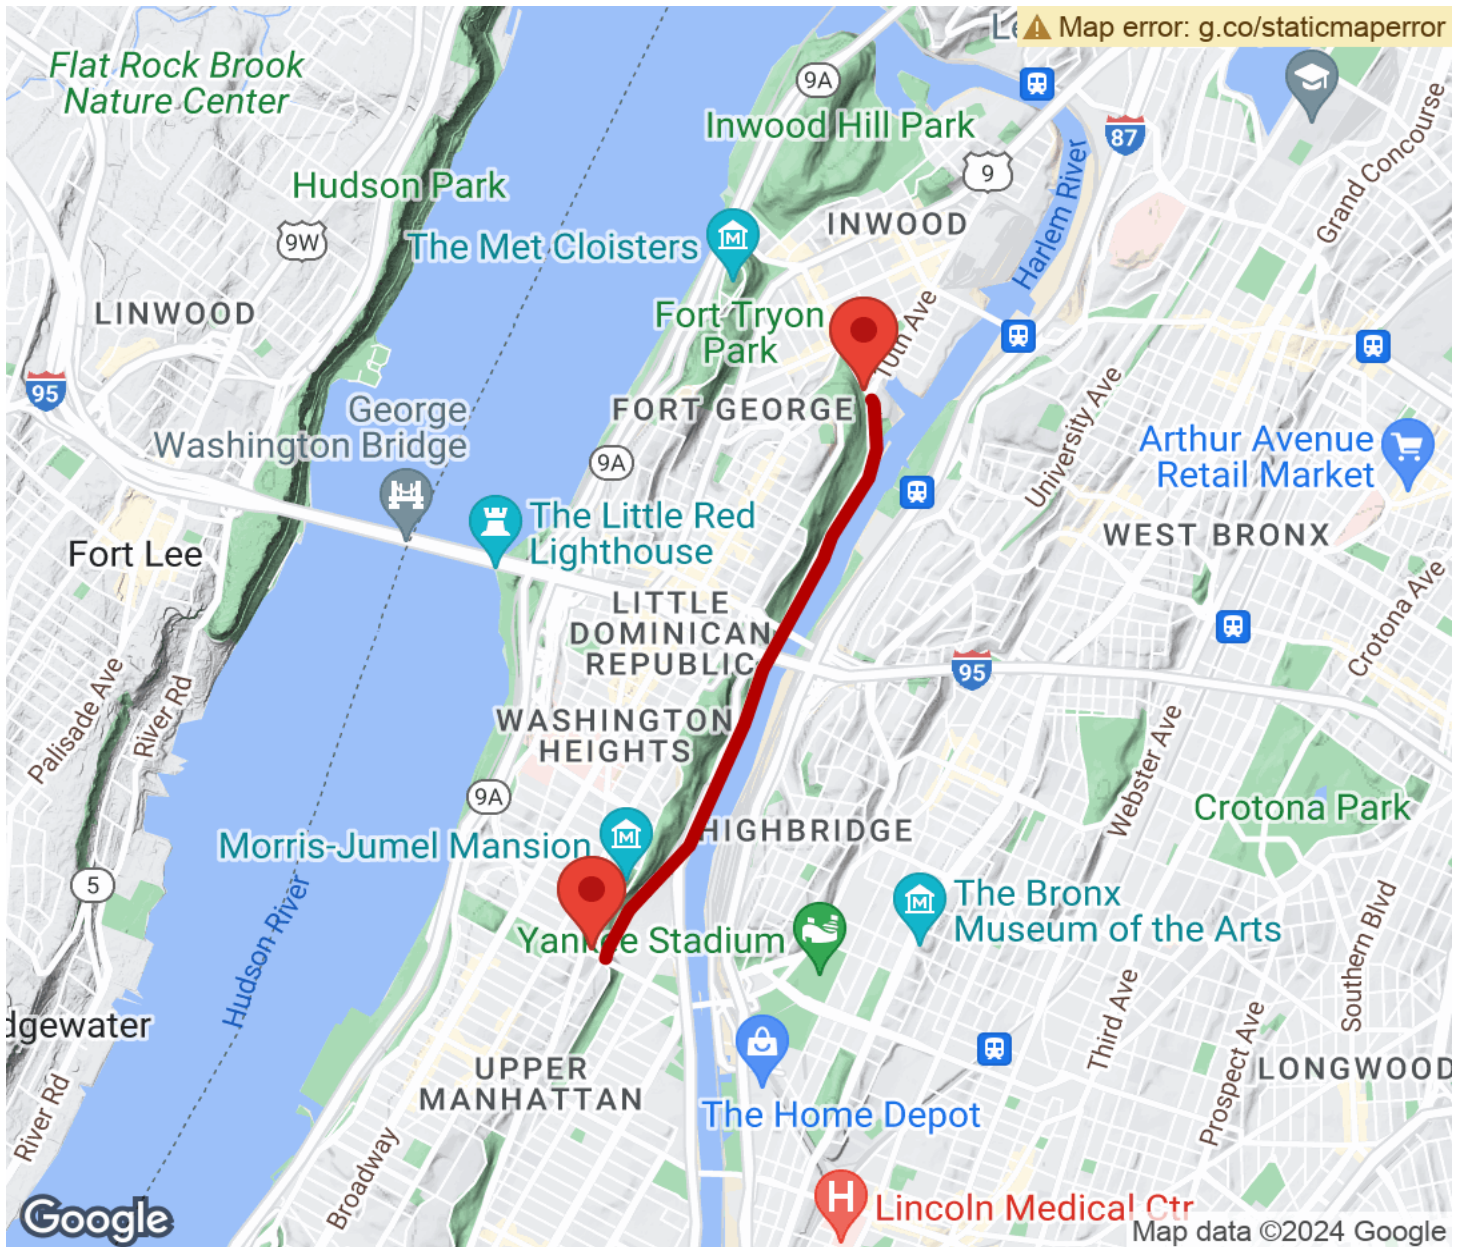 Map error: g.co/staticmaperror
Flat Rock Brook
Nature Center
9A
Inwood Hill Park
87
Grand Concourse
Hudson Park
9
9W
INWOOD
Harlem River
The Met Cloisters
LINWOOD
Fort Tryon
Park
10th Ave
95
George
Washington Bridge
FORT GEORGE
University Ave
Arthur Avenue
Retail Market
9A
The Little Red
Lighthouse
WEST BRONX
Fort Lee
Crotona Ave
LITTLE
DOMINICAN
REPUBLIC
95
Palisade Ave
River Rd
WASHINGTON
HEIGHTS
Webster Ave
9A
Crotona Park
HIGHBRIDGE
Morris-Jumel Mansion
5
The Bronx
Museum of the Arts
Hudson River
Yankee Stadium
Southern Blvd
dgewater
Third Ave
Prospect Ave
UPPER
MANHATTAN
LONGWOOD
River Rd
The Home Depot
Broadway
H
Lincoln Medical Ctr
Google
Map data ©2024 Google